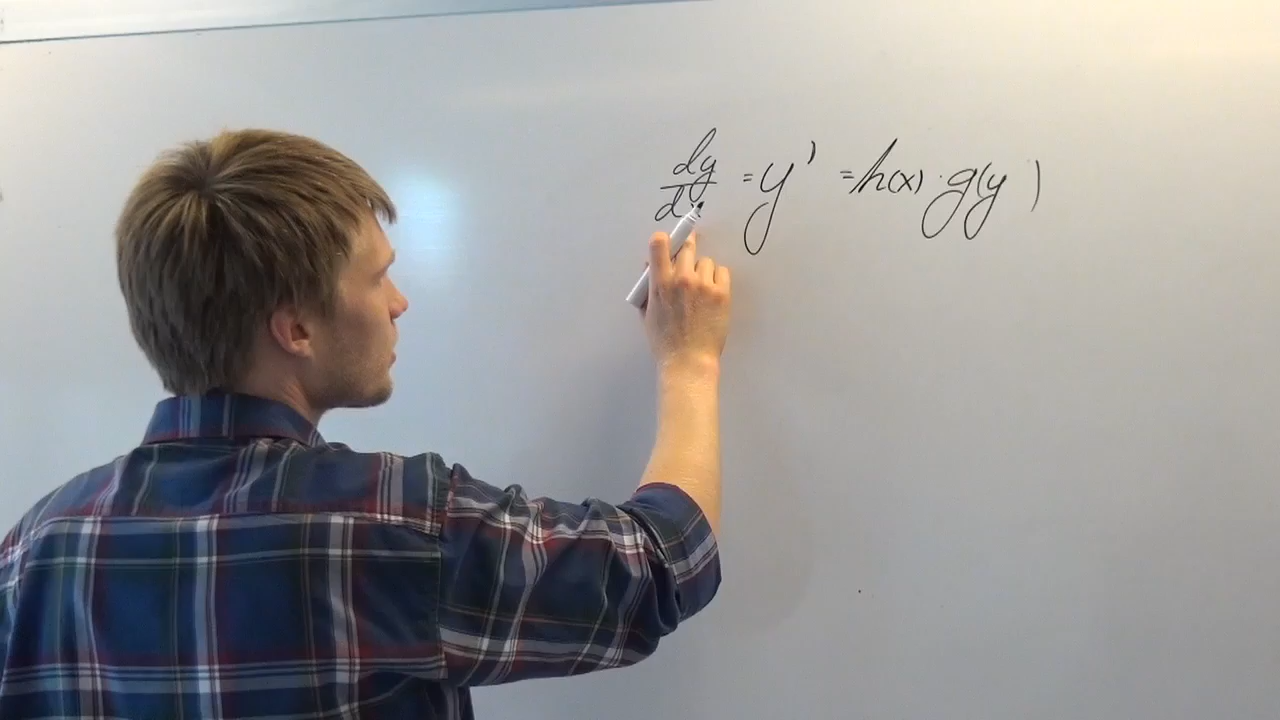 dy/dx = y' = h(x) · g(y)